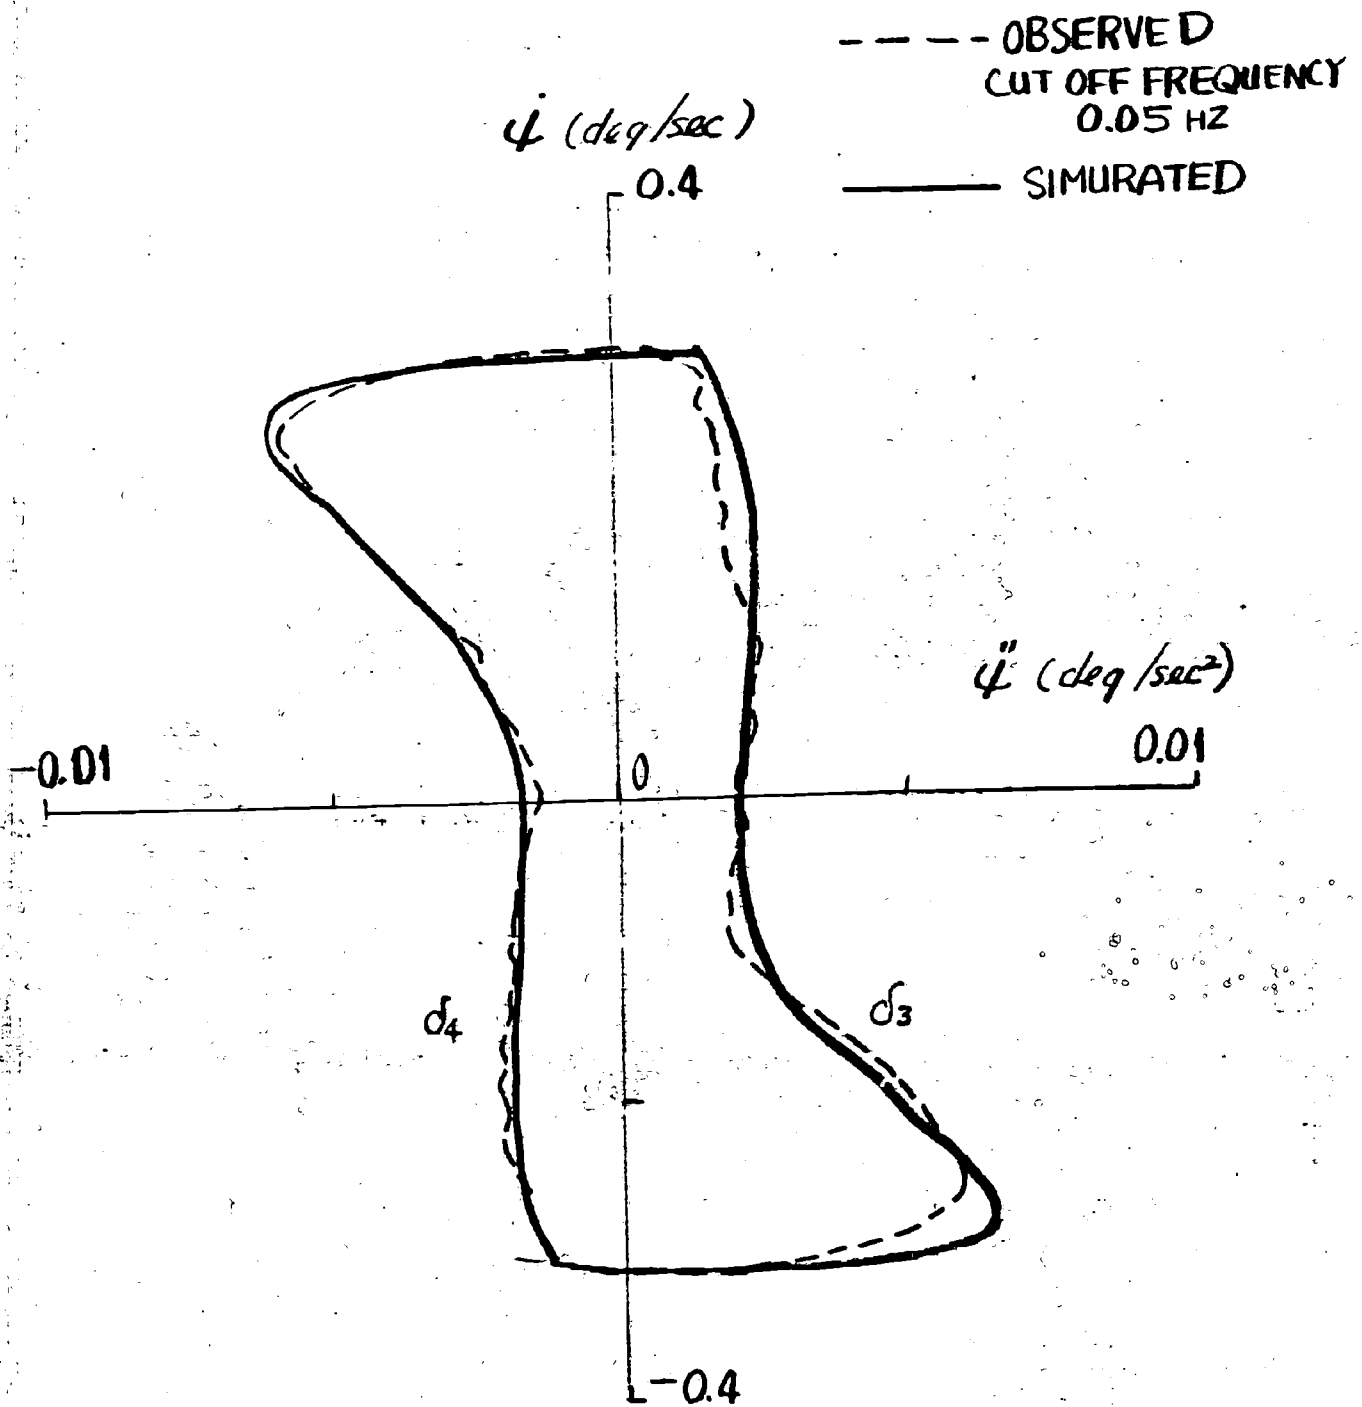 ---- OBSERVED
CUT OFF FREQUENCY
0.05 HZ
—— SIMURATED
ψ̇ (deg/sec)
0.4
ψ̈ (deg/sec²)
-0.01
0
0.01
δ4
δ3
-0.4